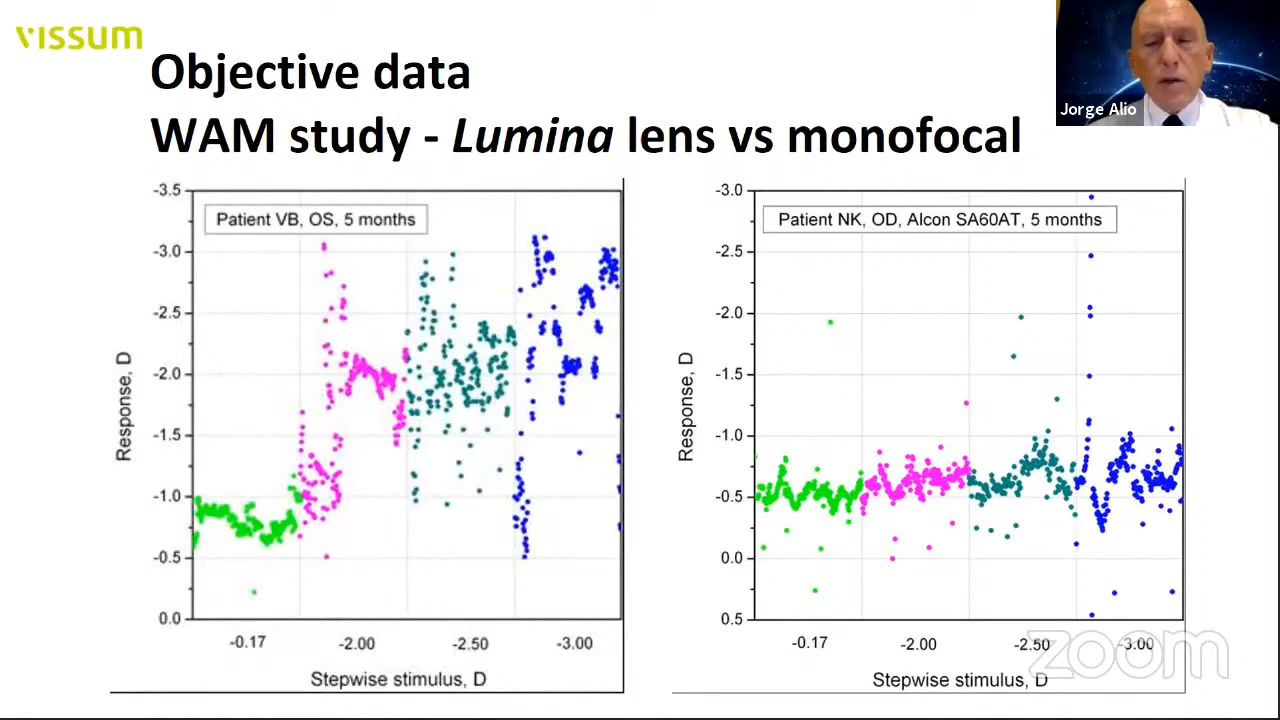 vissum
Objective data
WAM study - Lumina lens vs monofocal
Jorge Alio
-3.5
-3.0
-2.5
-2.0
-1.5
-1.0
-0.5
0.0
Response, D
Patient VB, OS, 5 months
-0.17
-2.00
-2.50
-3.00
Stepwise stimulus, D
-3.0
-2.5
-2.0
-1.5
-1.0
-0.5
0.0
0.5
Response, D
Patient NK, OD, Alcon SA60AT, 5 months
-0.17
-2.00
-2.50
-3.00
Stepwise stimulus, D
zoom